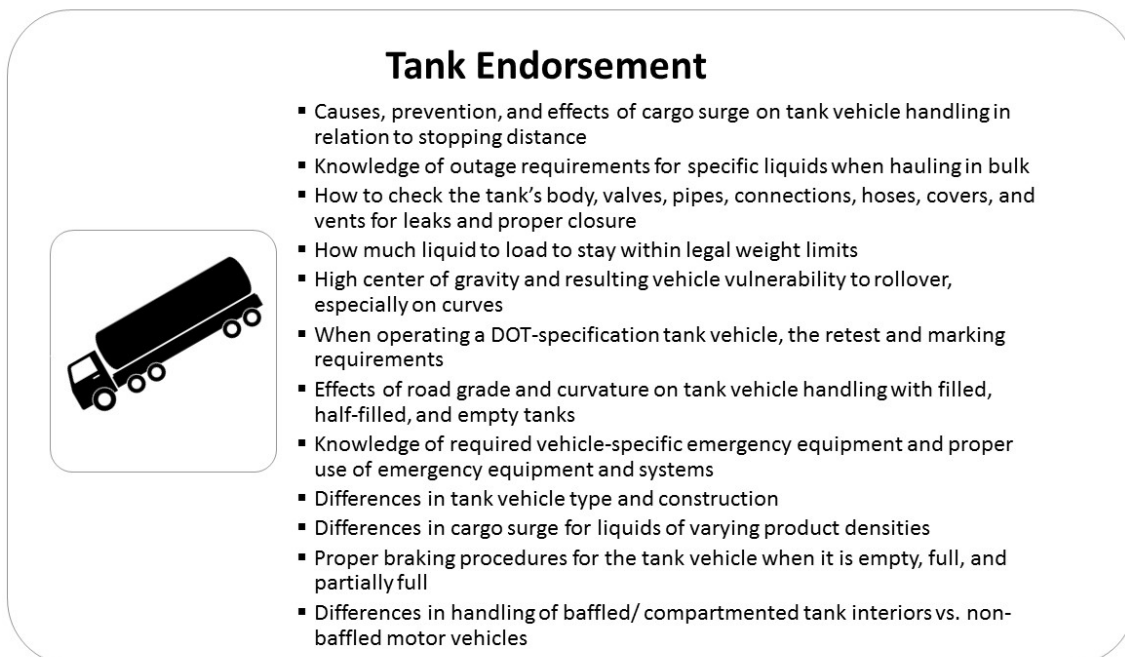 Tank Endorsement
▪ Causes, prevention, and effects of cargo surge on tank vehicle handling in
relation to stopping distance
▪ Knowledge of outage requirements for specific liquids when hauling in bulk
▪ How to check the tank’s body, valves, pipes, connections, hoses, covers, and
vents for leaks and proper closure
▪ How much liquid to load to stay within legal weight limits
▪ High center of gravity and resulting vehicle vulnerability to rollover,
especially on curves
▪ When operating a DOT-specification tank vehicle, the retest and marking
requirements
▪ Effects of road grade and curvature on tank vehicle handling with filled,
half-filled, and empty tanks
▪ Knowledge of required vehicle-specific emergency equipment and proper
use of emergency equipment and systems
▪ Differences in tank vehicle type and construction
▪ Differences in cargo surge for liquids of varying product densities
▪ Proper braking procedures for the tank vehicle when it is empty, full, and
partially full
▪ Differences in handling of baffled/ compartmented tank interiors vs. non-
baffled motor vehicles